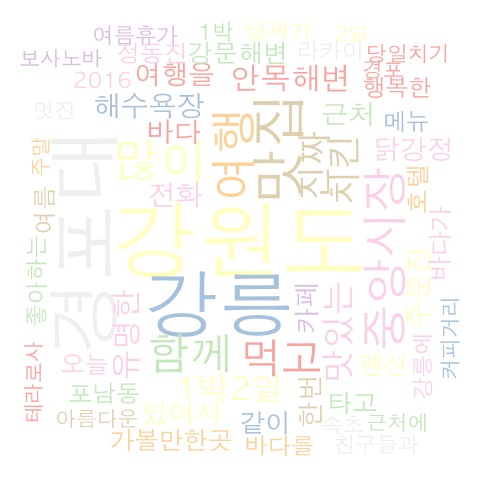 여름휴가 1박 날세가 2일
보사노바 정동진 강문해변 라카이 당일치기
2016 여행을 안목해변 경포 행복한
멋진 해수욕장 근처 메뉴
바다 맛집 진짜 치킨 닭강정
주말 많이 여행 호텔
여름 경포대 전화 중앙시장 바다가
강원도
좋아하는 강릉 카페 주문진
유명한 함께 먹고 맛있는 커피거리
테라로사 오늘 펜션 강릉에
포남동 1박2일 한번 타고
아름다운 있어서 같이 속초 근처에
가볼만한곳 바다를 친구들과